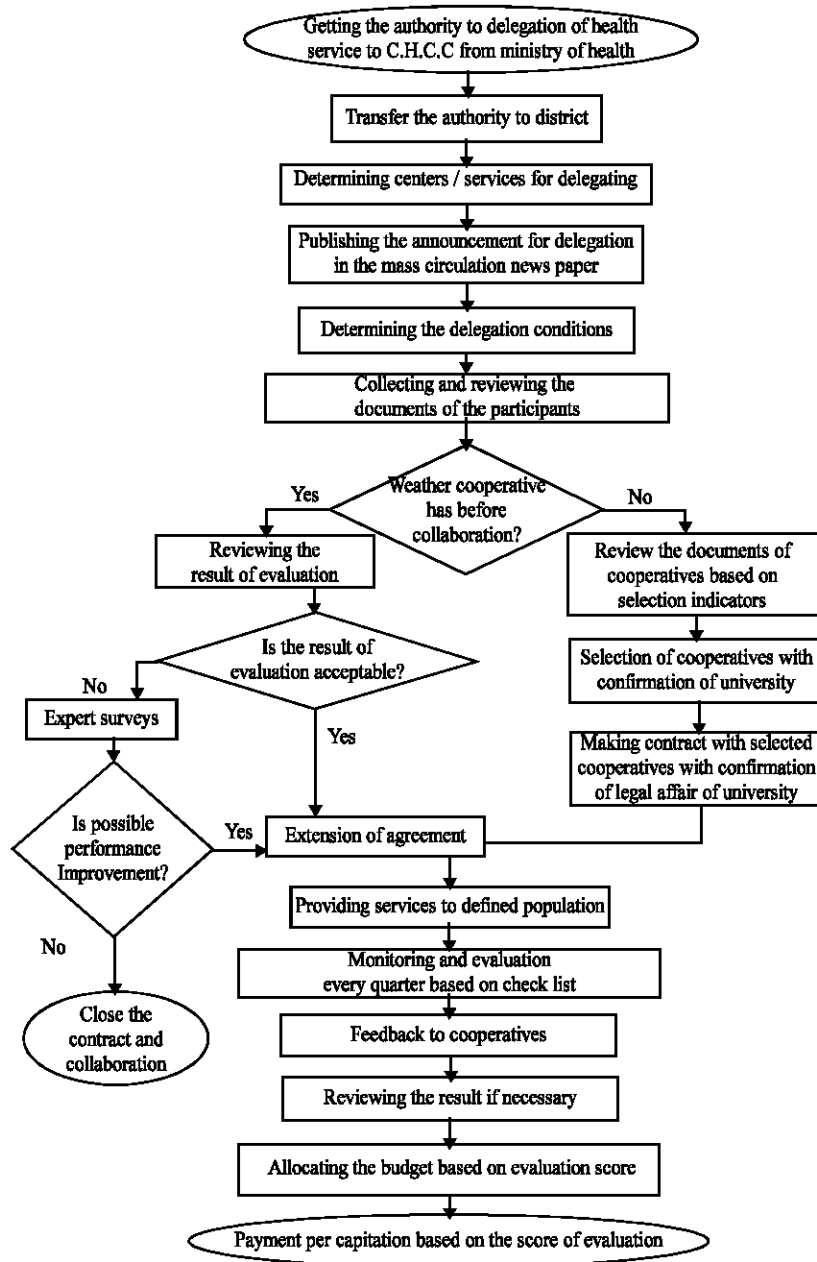 Getting the authority to delegation of health
service to C.H.C.C from ministry of health
Transfer the authority to district
Determining centers / services for delegating
Publishing the announcement for delegation
in the mass circulation news paper
Determining the delegation conditions
Collecting and reviewing the
documents of the participants
Weather cooperative
has before
collaboration?
Yes
No
Reviewing the
result of evaluation
Review the documents of
cooperatives based on
selection indicators
Is the result of
evaluation acceptable?
Selection of cooperatives with
confirmation of university
No
Expert surveys
Yes
Making contract with selected
cooperatives with confirmation
of legal affair of university
Is possible
performance
Improvement?
Yes
Extension of agreement
Providing services to defined population
No
Monitoring and evaluation
every quarter based on check list
Close the
contract and
collaboration
Feedback to cooperatives
Reviewing the result if necessary
Allocating the budget based on evaluation score
Payment per capitation based on the score of evaluation